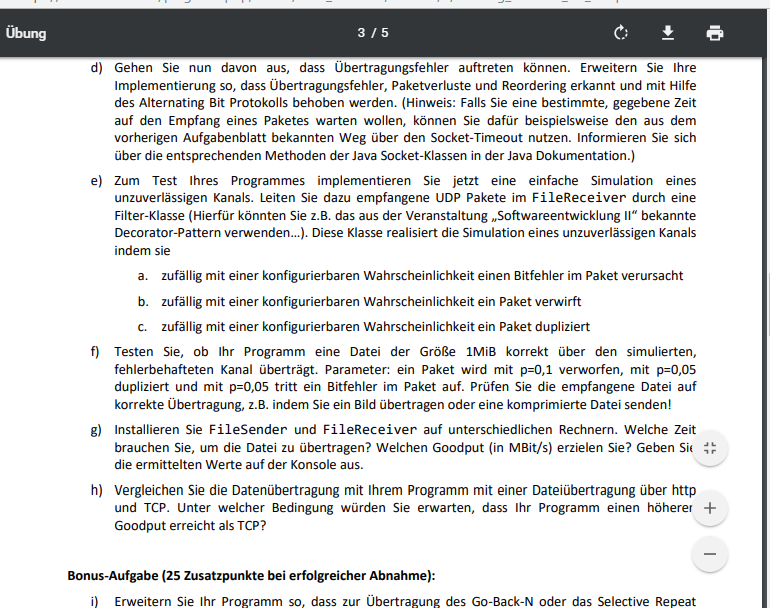 Übung
3 / 5
d) Gehen Sie nun davon aus, dass Übertragungsfehler auftreten können. Erweitern Sie Ihre
Implementierung so, dass Übertragungsfehler, Paketverluste und Reordering erkannt und mit Hilfe
des Alternating Bit Protokolls behoben werden. (Hinweis: Falls Sie eine bestimmte, gegebene Zeit
auf den Empfang eines Paketes warten wollen, können Sie dafür beispielsweise den aus dem
vorherigen Aufgabenblatt bekannten Weg über den Socket-Timeout nutzen. Informieren Sie sich
über die entsprechenden Methoden der Java Socket-Klassen in der Java Dokumentation.)
e) Zum Test Ihres Programmes implementieren Sie jetzt eine einfache Simulation eines
unzuverlässigen Kanals. Leiten Sie dazu empfangene UDP Pakete im FileReceiver durch eine
Filter-Klasse (Hierfür könnten Sie z.B. das aus der Veranstaltung „Softwareentwicklung II“ bekannte
Decorator-Pattern verwenden…). Diese Klasse realisiert die Simulation eines unzuverlässigen Kanals
indem sie
a. zufällig mit einer konfigurierbaren Wahrscheinlichkeit einen Bitfehler im Paket verursacht
b. zufällig mit einer konfigurierbaren Wahrscheinlichkeit ein Paket verwirft
c. zufällig mit einer konfigurierbaren Wahrscheinlichkeit ein Paket dupliziert
f) Testen Sie, ob Ihr Programm eine Datei der Größe 1MiB korrekt über den simulierten,
fehlerbehafteten Kanal überträgt. Parameter: ein Paket wird mit p=0,1 verworfen, mit p=0,05
dupliziert und mit p=0,05 tritt ein Bitfehler im Paket auf. Prüfen Sie die empfangene Datei auf
korrekte Übertragung, z.B. indem Sie ein Bild übertragen oder eine komprimierte Datei senden!
g) Installieren Sie FileSender und FileReceiver auf unterschiedlichen Rechnern. Welche Zeit
brauchen Sie, um die Datei zu übertragen? Welchen Goodput (in MBit/s) erzielen Sie? Geben Sie
die ermittelten Werte auf der Konsole aus.
h) Vergleichen Sie die Datenübertragung mit Ihrem Programm mit einer Dateiübertragung über http
und TCP. Unter welcher Bedingung würden Sie erwarten, dass Ihr Programm einen höheren
Goodput erreicht als TCP?
Bonus-Aufgabe (25 Zusatzpunkte bei erfolgreicher Abnahme):
i) Erweitern Sie Ihr Programm so, dass zur Übertragung des Go-Back-N oder das Selective Repeat